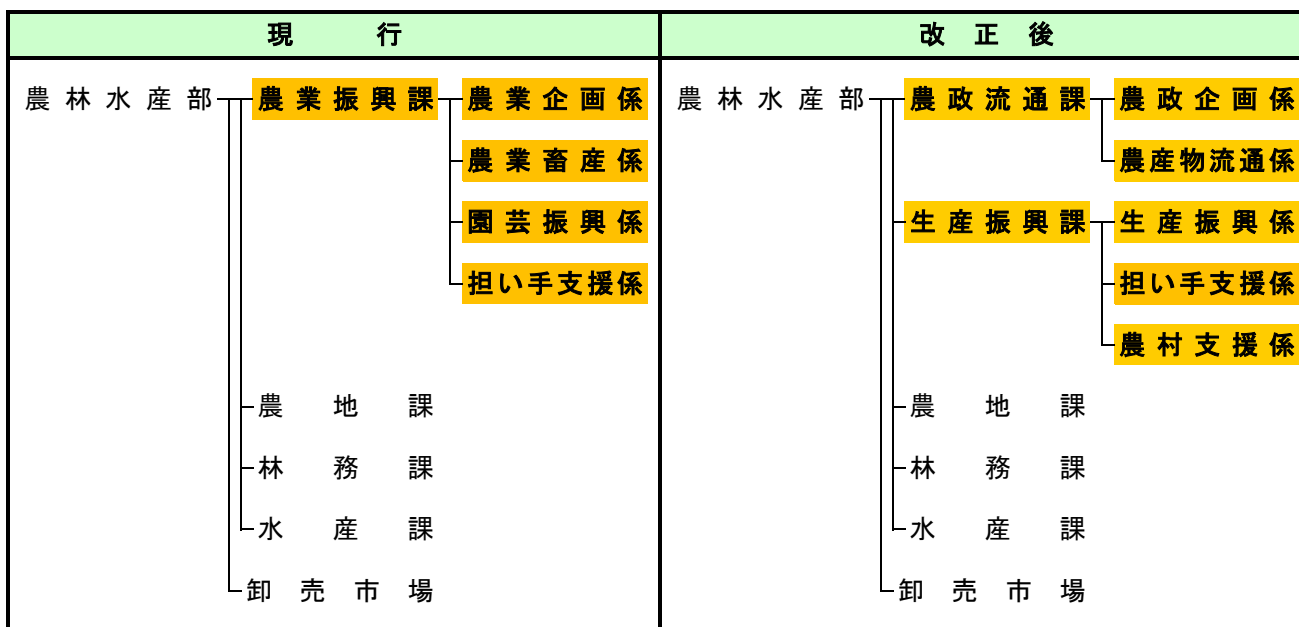 現行
農林水産部 農業振興課 農業企画係
農業畜産係
園芸振興係
担い手支援係
農地課
林務課
水産課
卸売市場
改正後
農林水産部 農政流通課 農政企画係
農産物流通係
生産振興課 生産振興係
担い手支援係
農村支援係
農地課
林務課
水産課
卸売市場